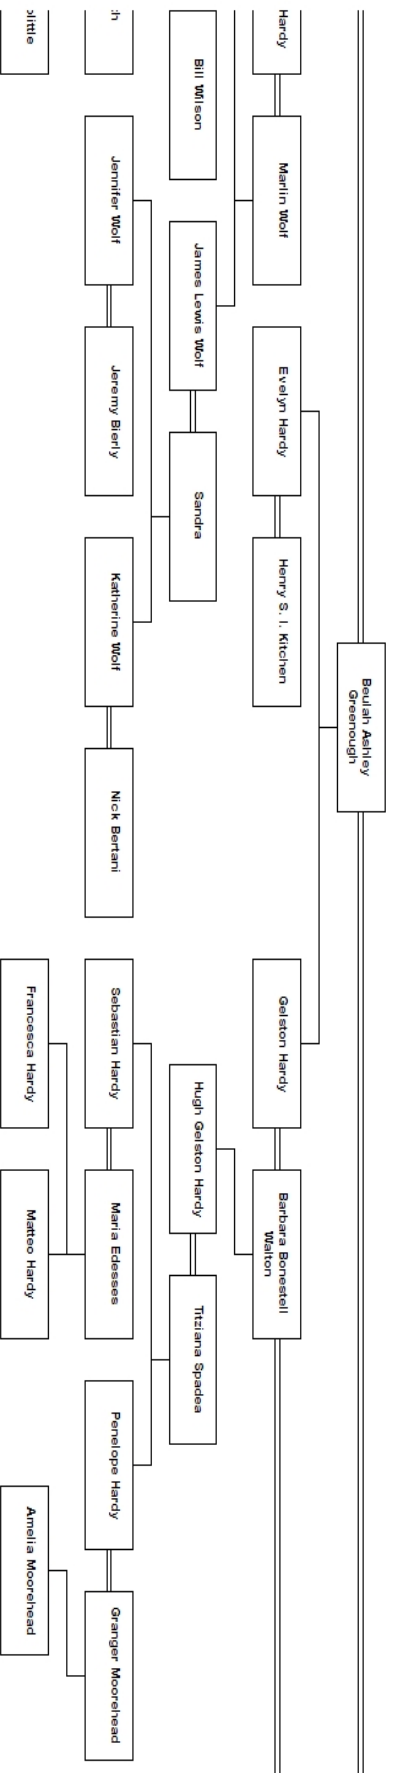 Beulah Ashley
Greenough
Hardy
Marlin Wolf
Evelyn Hardy
Henry S. I. Kitchen
Gelston Hardy
Barbara Bonestell
Walton
Bill Wilson
James Lewis Wolf
Sandra
Hugh Gelston Hardy
Titziana Spadea
Jennifer Wolf
Jeremy Bierly
Katherine Wolf
Nick Bertani
Sebastian Hardy
Maria Edesses
Penelope Hardy
Granger Moorehead
Francesca Hardy
Matteo Hardy
Amelia Moorehead